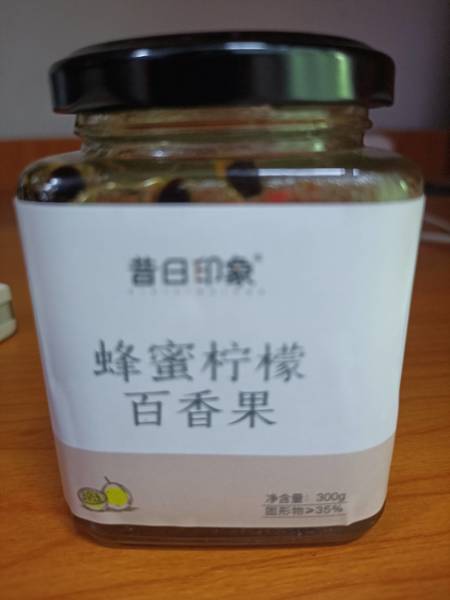 昔日印象®
蜂蜜柠檬
百香果
净含量：300g
固形物≥35%